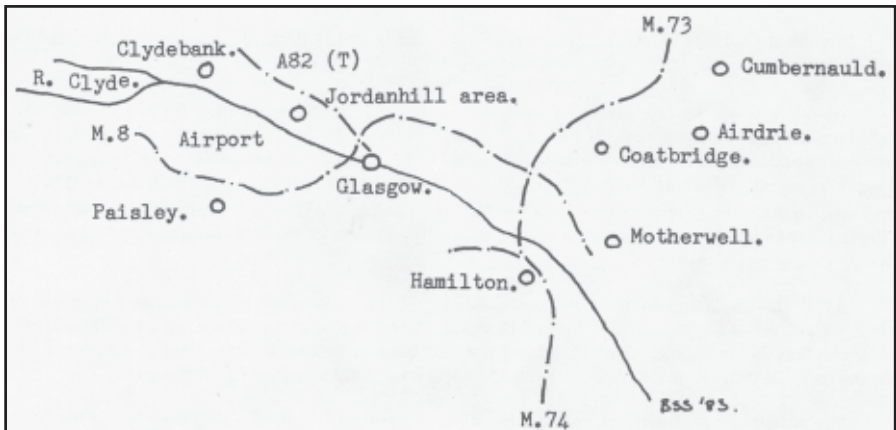 M.73
Clydebank.
A82 (T)
Cumbernauld.
R. Clyde.
Jordanhill area.
M.8
Airport
Airdrie.
Coatbridge.
Glasgow.
Paisley.
Motherwell.
Hamilton.
BSS '83.
M.74